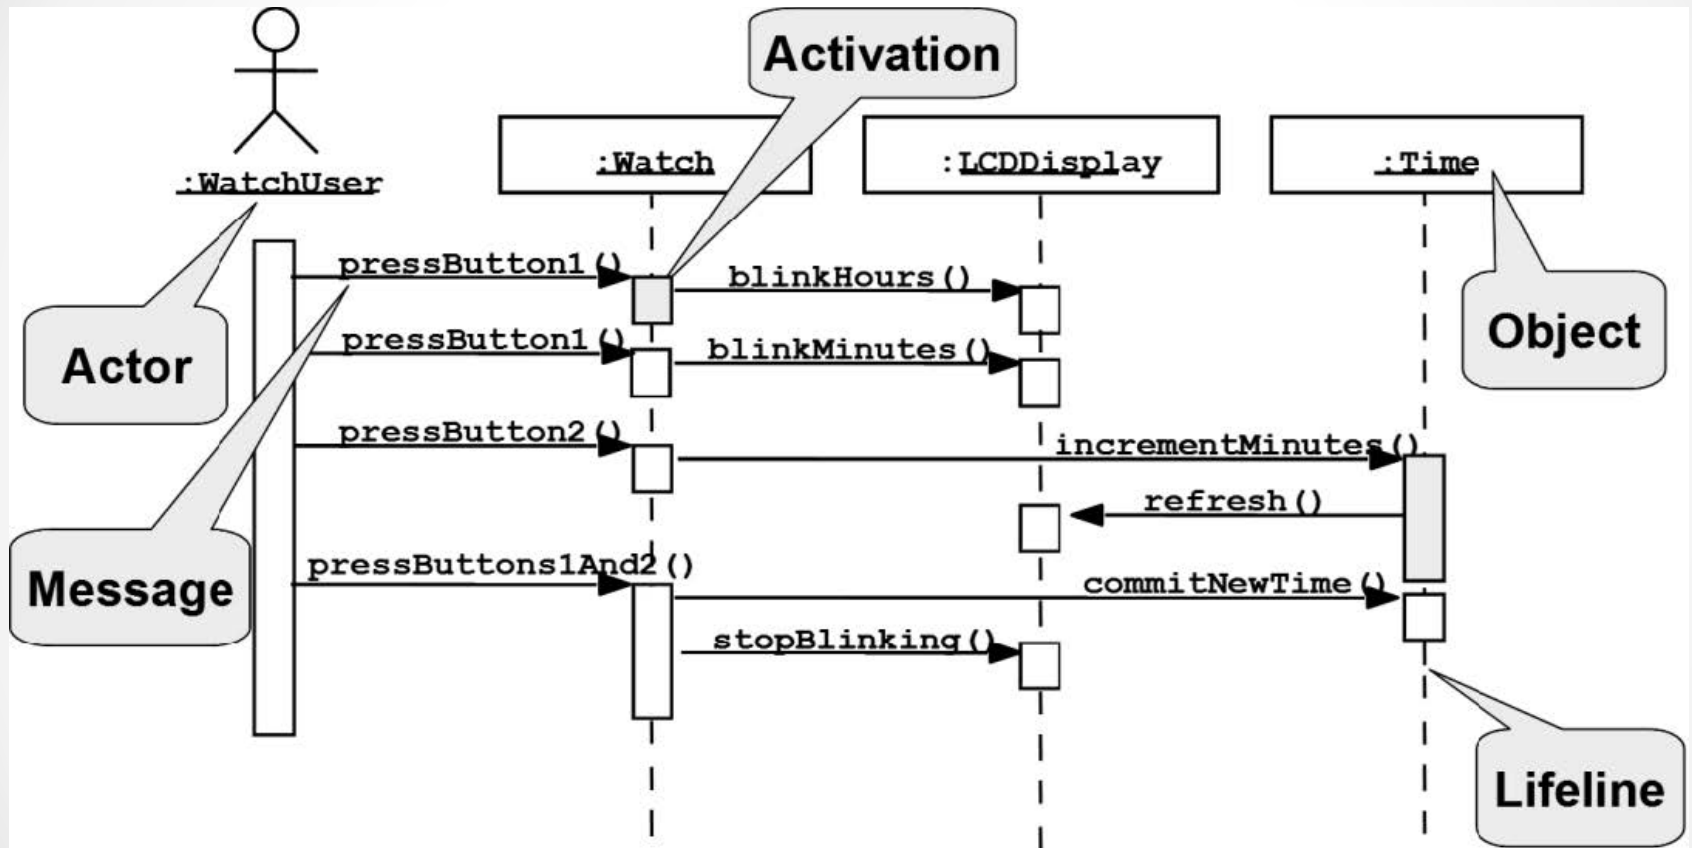 Activation
:Watch
:LCDDisplay
:Time
:WatchUser
pressButton1()
blinkHours()
Object
pressButton1()
blinkMinutes()
Actor
pressButton2()
incrementMinutes()
refresh()
Message
pressButtons1And2()
commitNewTime()
stopBlinking()
Lifeline